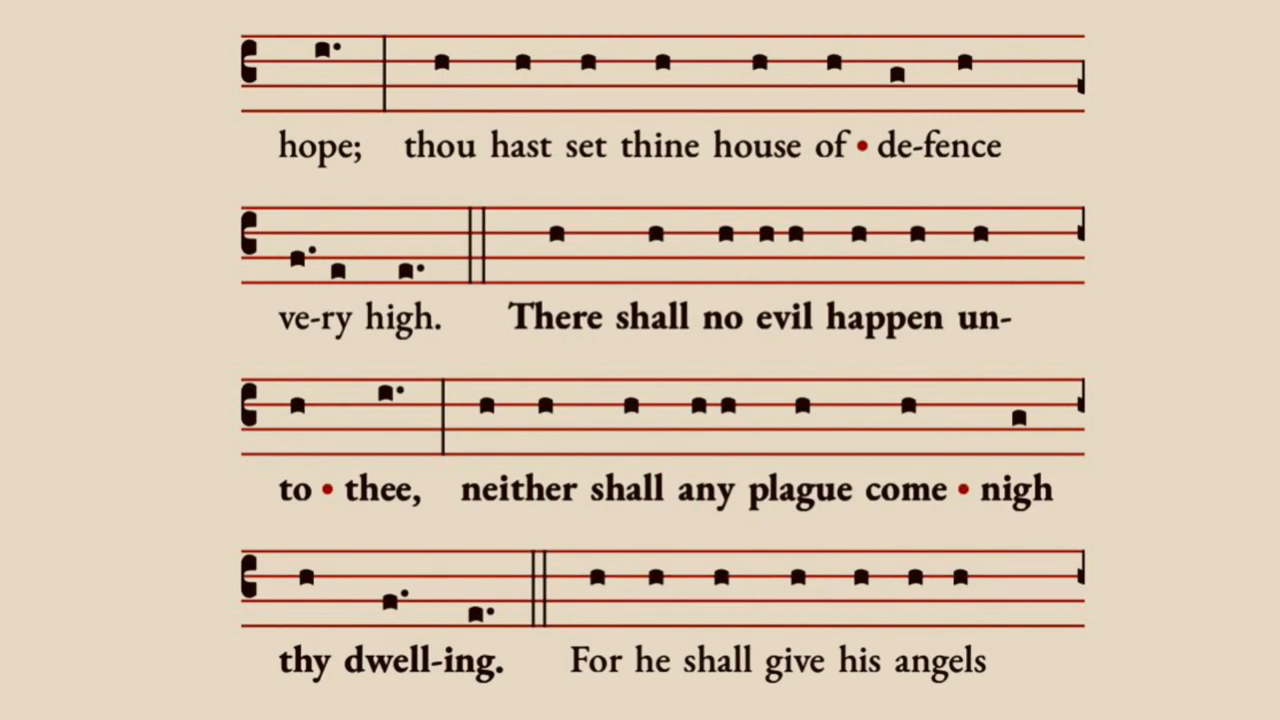 hope; thou hast set thine house of • de-fence
ve-ry high. There shall no evil happen un-
to • thee, neither shall any plague come • nigh
thy dwell-ing. For he shall give his angels